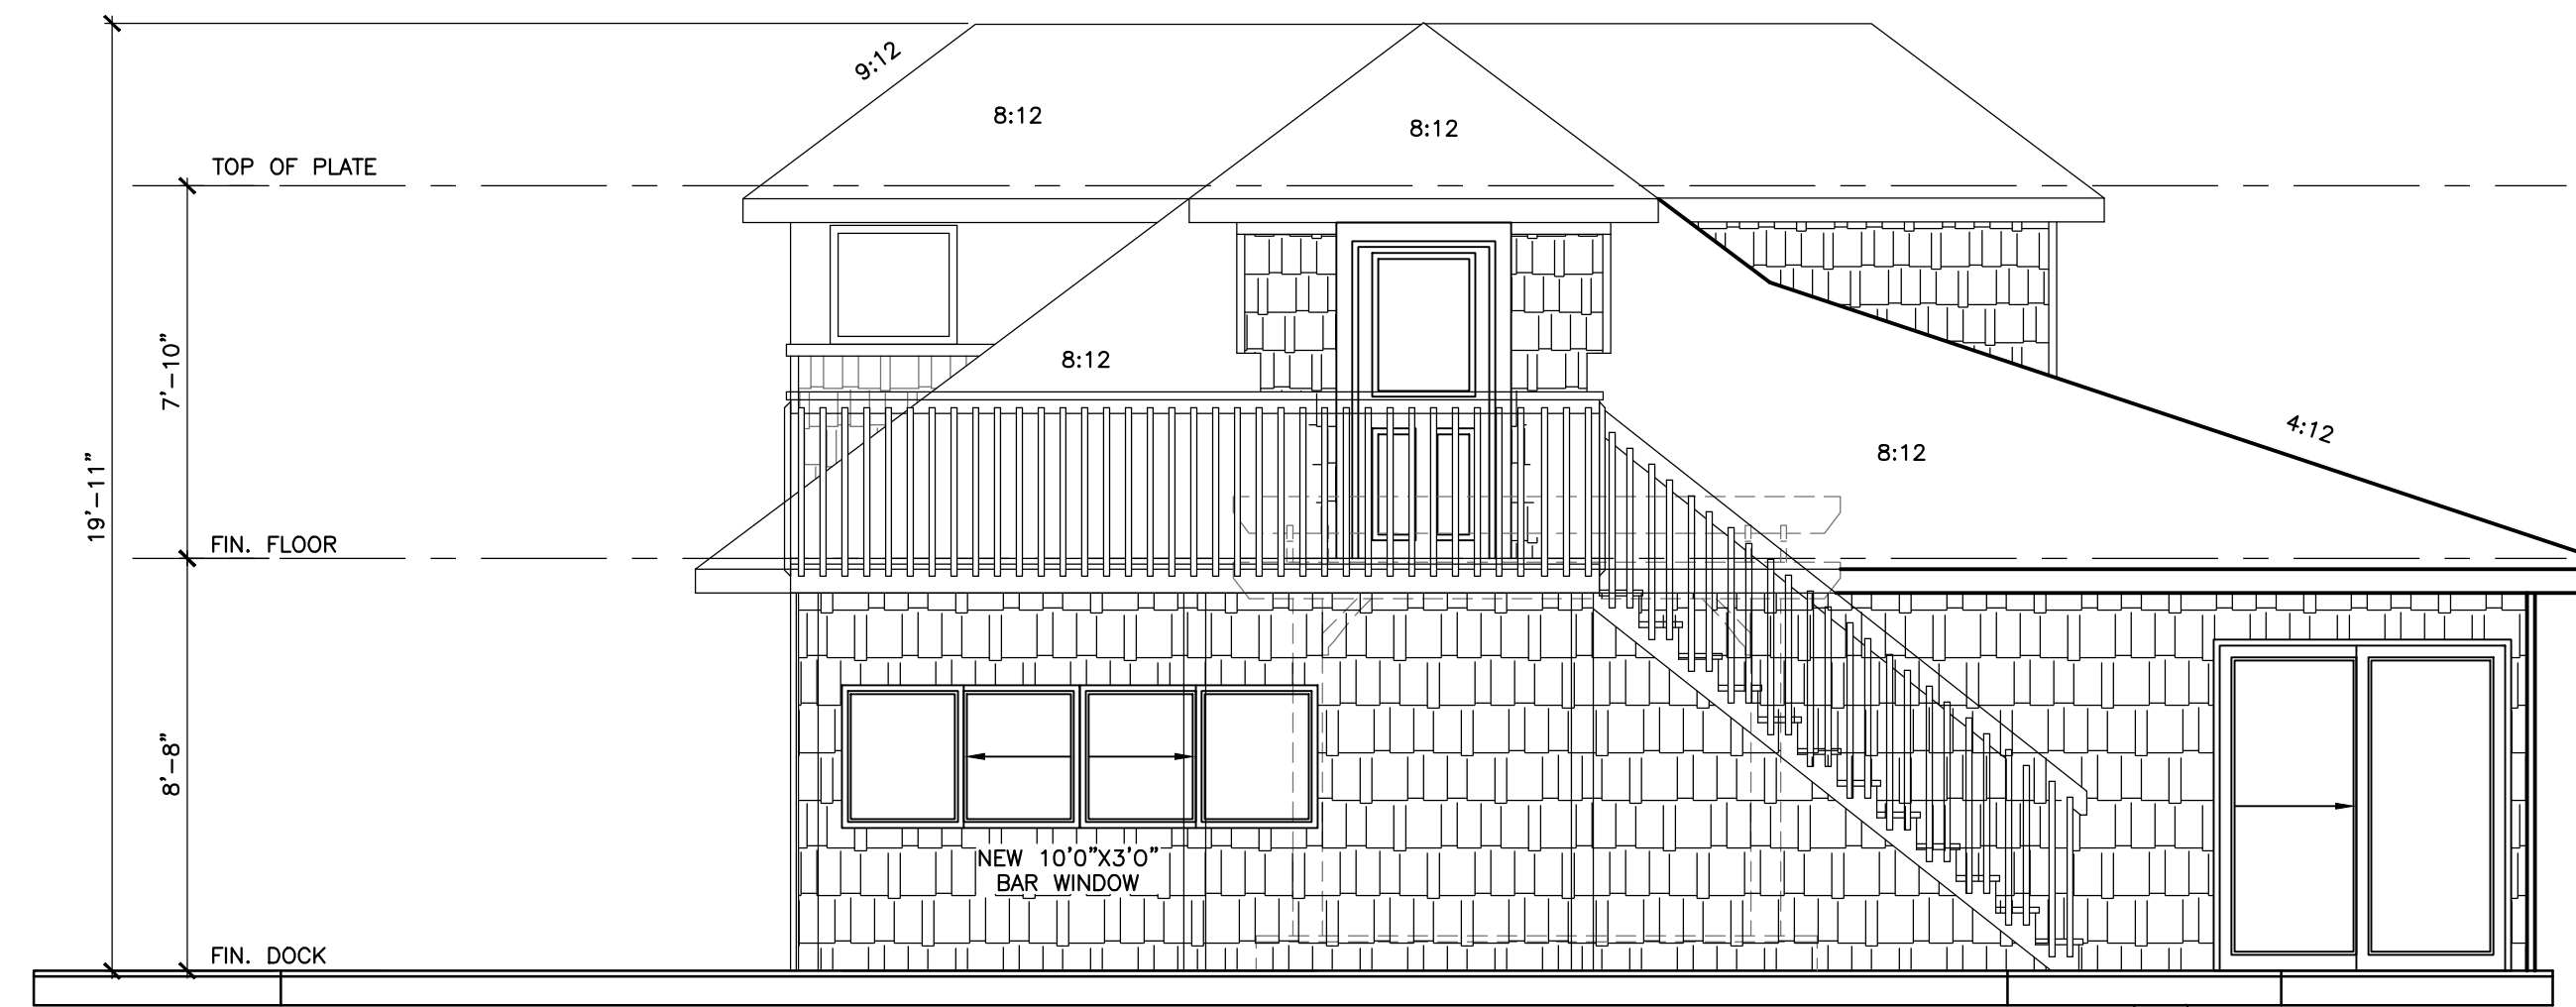 9:12
8:12
8:12
TOP OF PLATE
7'-10"
8:12
4:12
8:12
19'-11"
FIN. FLOOR
8'-8"
NEW 10'0"X3'0"
BAR WINDOW
FIN. DOCK